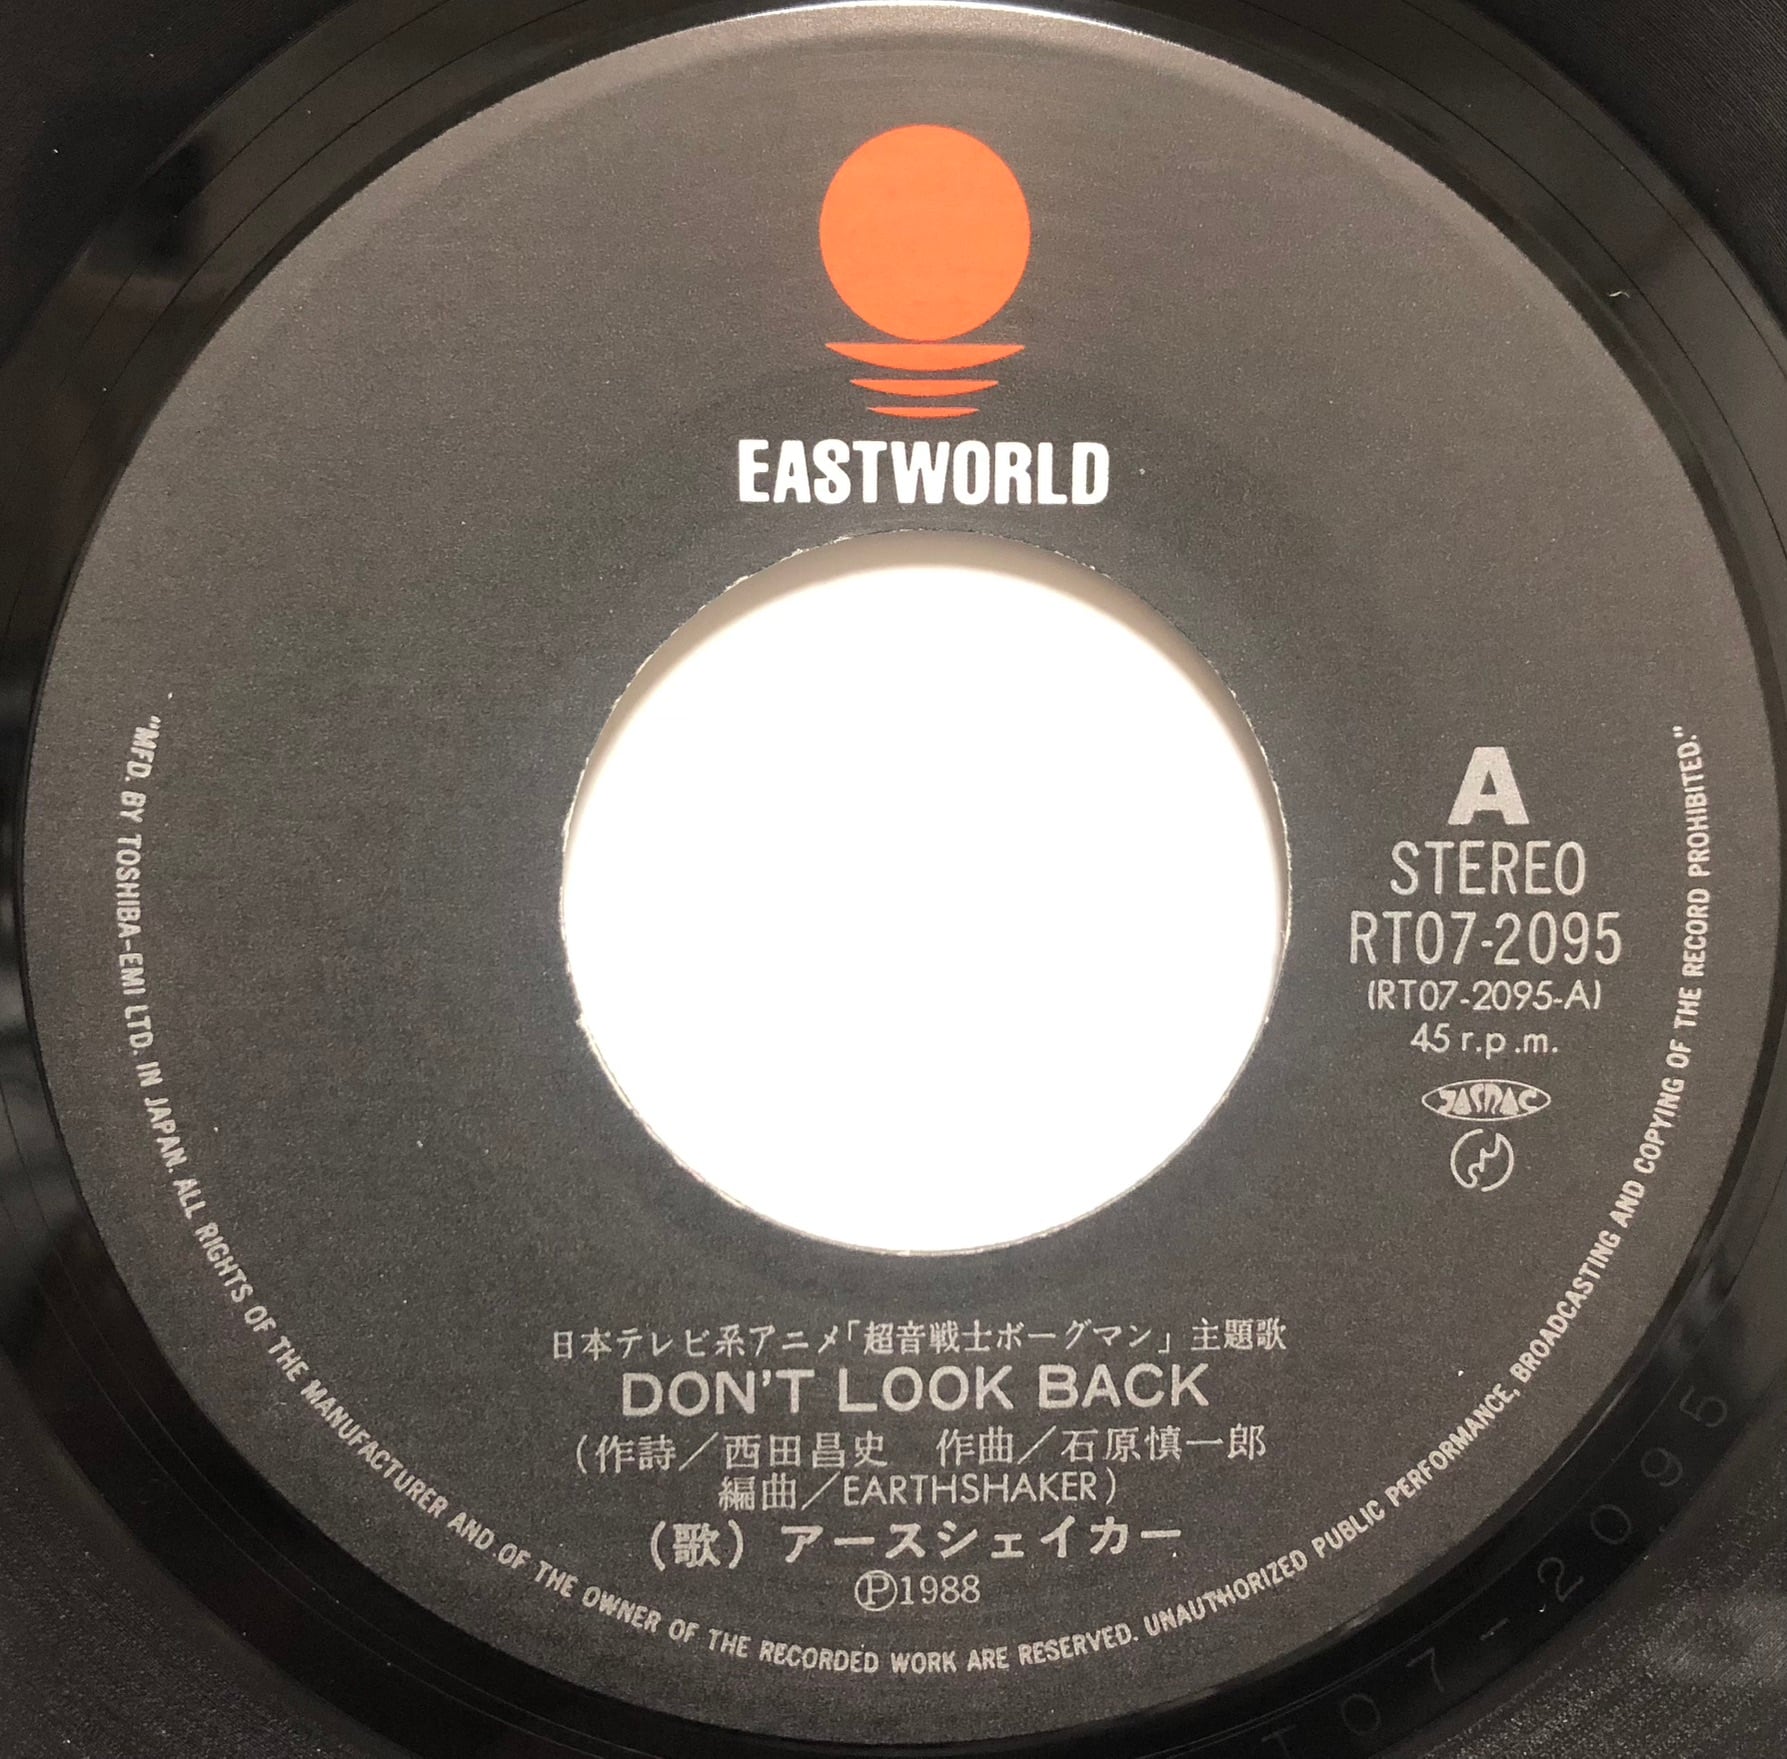 EASTWORLD
A
STEREO
RT07-2095
(RT07-2095-A)
45 r.p.m.
JASRAC
日本テレビ系アニメ「超音戦士ボーグマン」主題歌
DON'T LOOK BACK
(作詩／西田昌史　作曲／石原慎一郎
編曲／EARTHSHAKER)
(歌) アースシェイカー
Ⓟ1988
"MFD. BY TOSHIBA-EMI LTD. IN JAPAN. ALL RIGHTS OF THE MANUFACTURER AND OF THE OWNER OF THE RECORDED WORK ARE RESERVED. UNAUTHORIZED PUBLIC PERFORMANCE, BROADCASTING AND COPYING OF THE RECORD PROHIBITED."
T07-2095